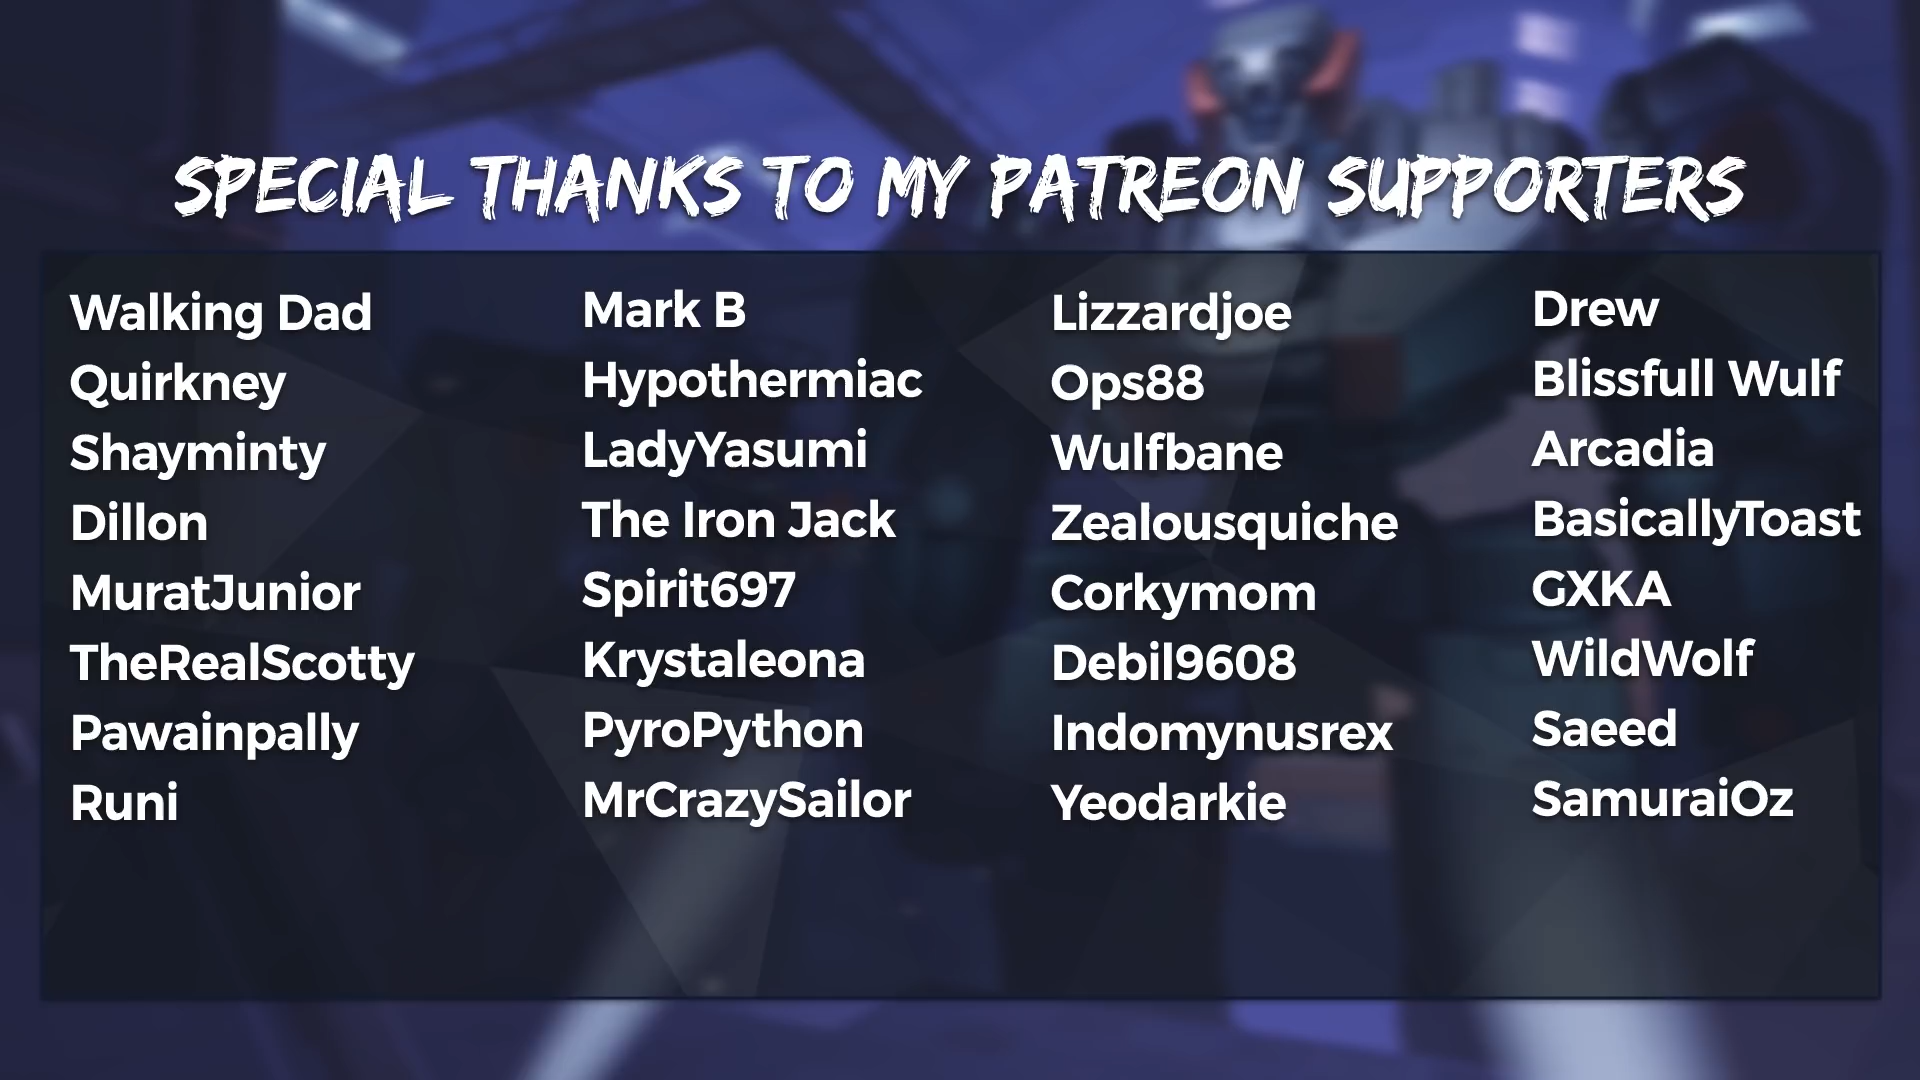 SPECIAL THANKS TO MY PATREON SUPPORTERS
Walking Dad
Quirkney
Shayminty
Dillon
MuratJunior
TheRealScotty
Pawainpally
Runi
Mark B
Hypothermiac
LadyYasumi
The Iron Jack
Spirit697
Krystaleona
PyroPython
MrCrazySailor
Lizzardjoe
Ops88
Wulfbane
Zealousquiche
Corkymom
Debil9608
Indomynusrex
Yeodarkie
Drew
Blissfull Wulf
Arcadia
BasicallyToast
GXKA
WildWolf
Saeed
SamuraiOz